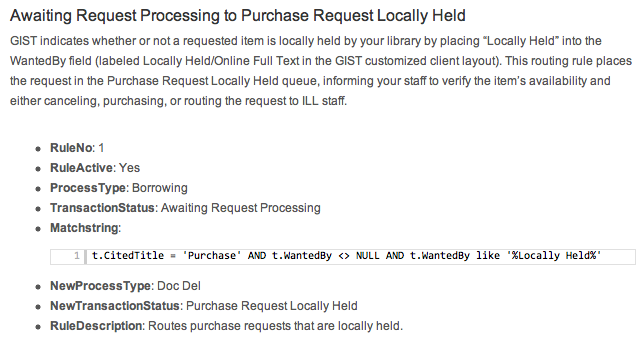 Awaiting Request Processing to Purchase Request Locally Held
GIST indicates whether or not a requested item is locally held by your library by placing “Locally Held” into the
WantedBy field (labeled Locally Held/Online Full Text in the GIST customized client layout). This routing rule places
the request in the Purchase Request Locally Held queue, informing your staff to verify the item’s availability and
either canceling, purchasing, or routing the request to ILL staff.
• RuleNo: 1
• RuleActive: Yes
• ProcessType: Borrowing
• TransactionStatus: Awaiting Request Processing
• Matchstring:
1 t.CitedTitle = 'Purchase' AND t.WantedBy <> NULL AND t.WantedBy like '%Locally Held%'
• NewProcessType: Doc Del
• NewTransactionStatus: Purchase Request Locally Held
• RuleDescription: Routes purchase requests that are locally held.